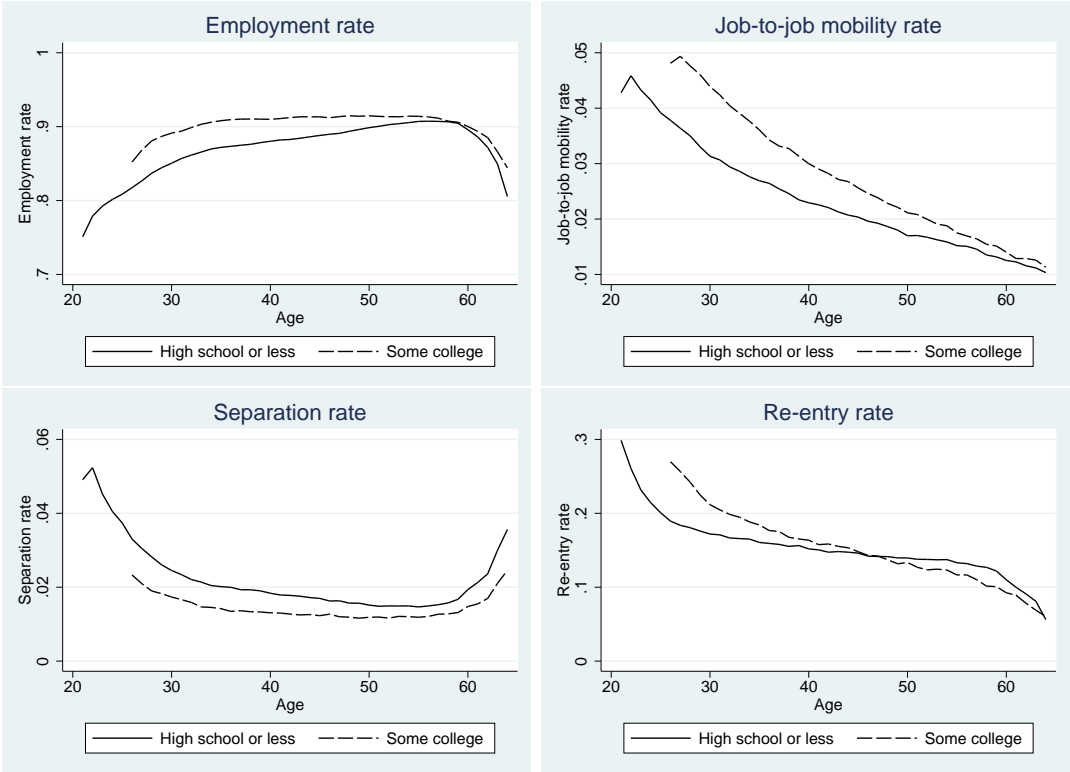 Employment rate
Employment rate
1
.9
.8
.7
20 30 40 50 60
Age
High school or less Some college
Job-to-job mobility rate
Job-to-job mobility rate
.05
.04
.03
.02
.01
20 30 40 50 60
Age
High school or less Some college
Separation rate
Separation rate
.06
.04
.02
0
20 30 40 50 60
Age
High school or less Some college
Re-entry rate
Re-entry rate
.3
.2
.1
0
20 30 40 50 60
Age
High school or less Some college